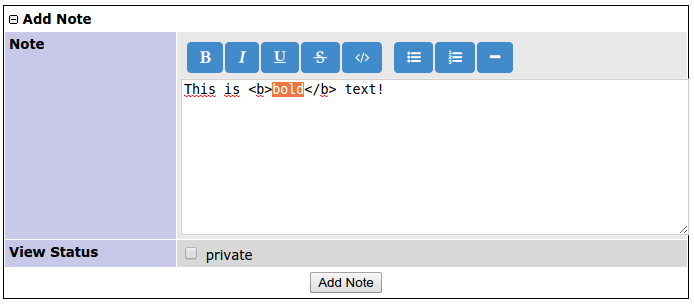 Add Note
Note
B I U S </>
This is <b>bold</b> text!
View Status
private
Add Note